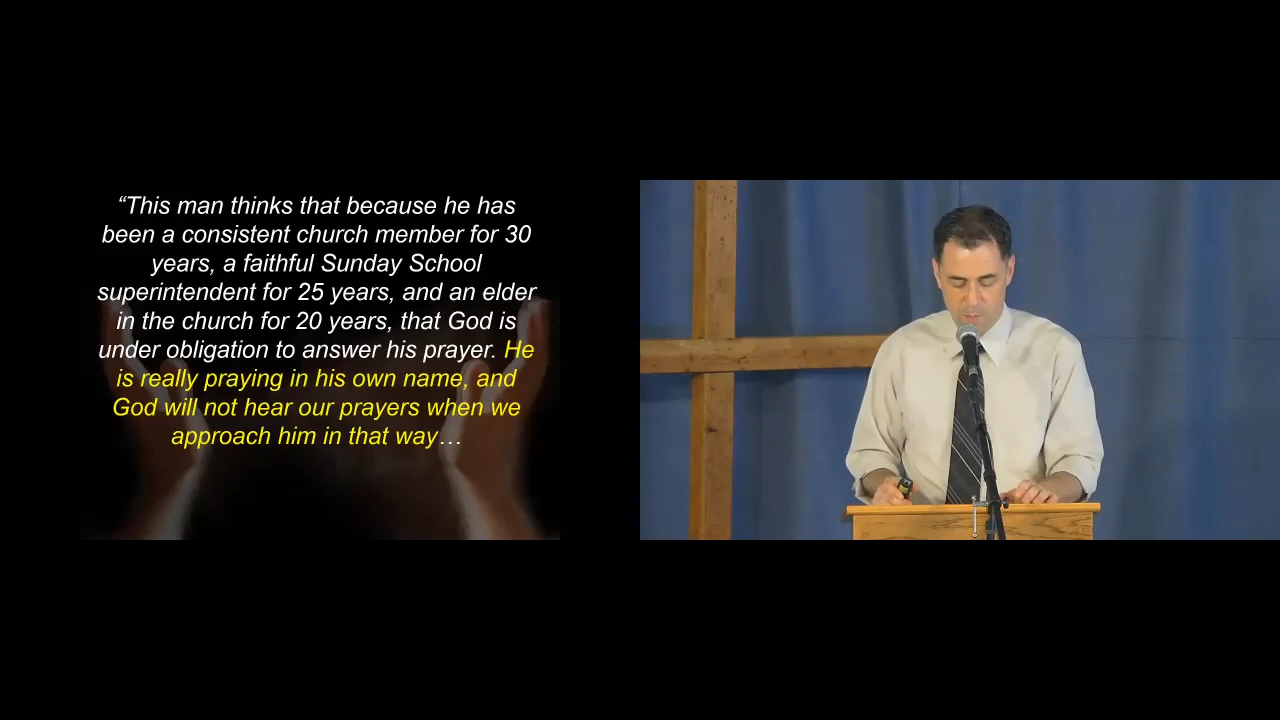 “This man thinks that because he has
been a consistent church member for 30
years, a faithful Sunday School
superintendent for 25 years, and an elder
in the church for 20 years, that God is
under obligation to answer his prayer. He
is really praying in his own name, and
God will not hear our prayers when we
approach him in that way…